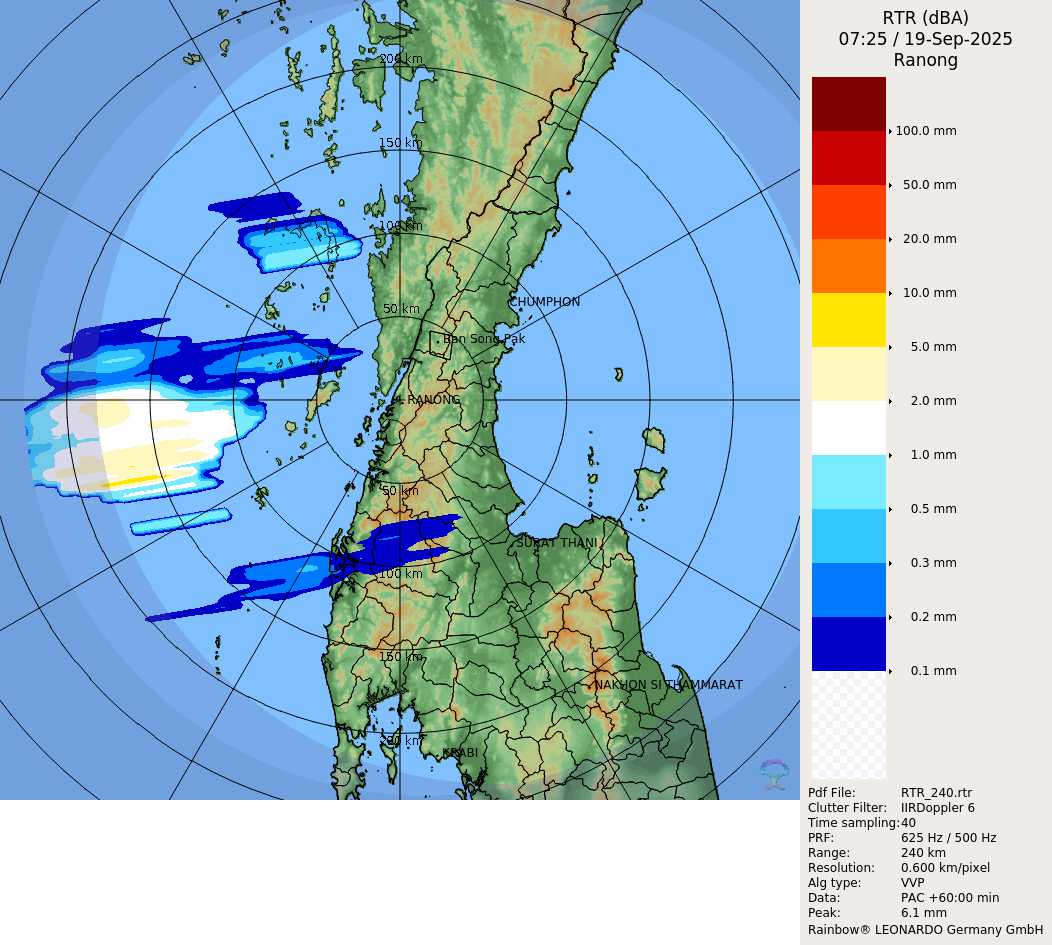 200 km
150 km
100 km
50 km
CHUMPHON
Ban Song Pak
RANONG
50 km
SURAT THANI
100 km
150 km
NAKHON SI THAMMARAT
200 km
KRABI
RTR (dBA)
07:25 / 19-Sep-2025
Ranong
100.0 mm
50.0 mm
20.0 mm
10.0 mm
5.0 mm
2.0 mm
1.0 mm
0.5 mm
0.3 mm
0.2 mm
0.1 mm
Pdf File: RTR_240.rtr
Clutter Filter: IIRDoppler 6
Time sampling:40
PRF: 625 Hz / 500 Hz
Range: 240 km
Resolution: 0.600 km/pixel
Alg type: VVP
Data: PAC +60:00 min
Peak: 6.1 mm
Rainbow® LEONARDO Germany GmbH